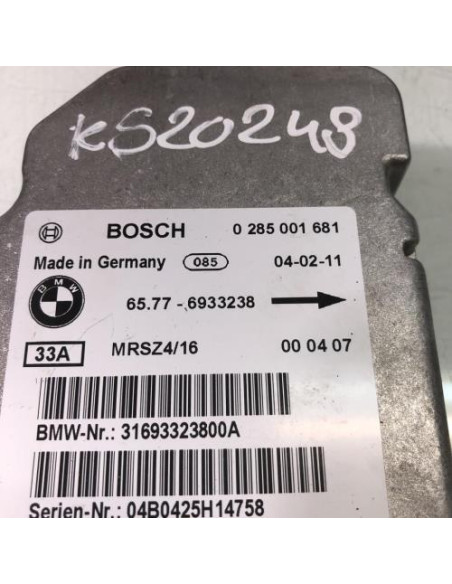 KS20248
BOSCH 0 285 001 681
Made in Germany 085 04-02-11
BMW 65.77 - 6933238
33A MRSZ4/16 00 04 07
BMW-Nr.: 31693323800A
Serien-Nr.: 04B0425H14758